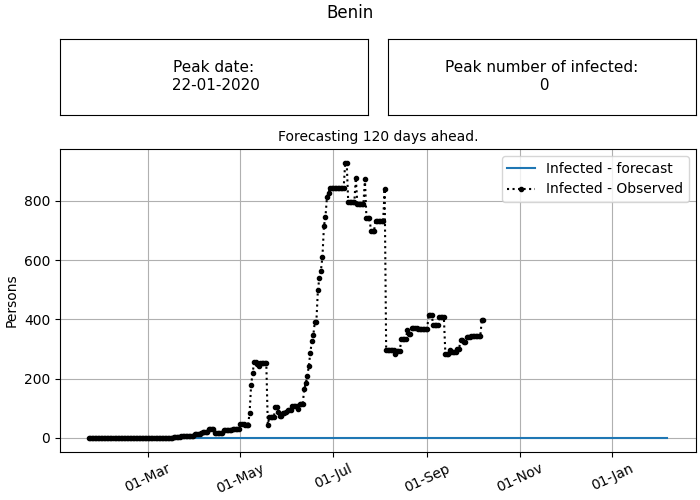 Benin
Peak date:
22-01-2020
Peak number of infected:
0
Forecasting 120 days ahead.
Infected - forecast
Infected - Observed
Persons
800
600
400
200
0
01-Mar
01-May
01-Jul
01-Sep
01-Nov
01-Jan